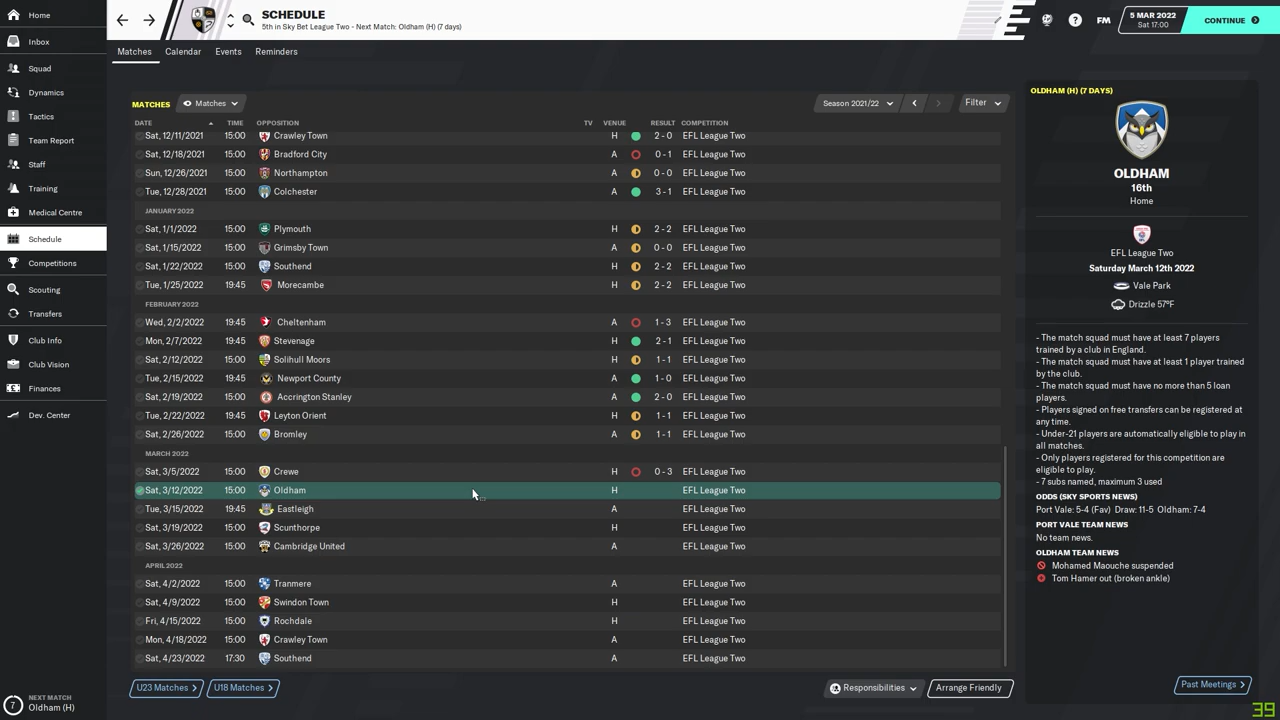 SCHEDULE
5th in Sky Bet League Two - Next Match: Oldham (H) (7 days)
FM
5 MAR 2022
Sat 17:00
CONTINUE
Home
Inbox
Squad
Dynamics
Tactics
Team Report
Staff
Training
Medical Centre
Schedule
Competitions
Scouting
Transfers
Club Info
Club Vision
Finances
Dev. Center
NEXT MATCH
7 Oldham (H)
Matches Calendar Events Reminders
MATCHES Matches Season 2021/22 Filter
DATE TIME OPPOSITION TV VENUE RESULT COMPETITION
Sat, 12/11/2021 15:00 Crawley Town H 2 - 0 EFL League Two
Sat, 12/18/2021 15:00 Bradford City A 0 - 1 EFL League Two
Sun, 12/26/2021 15:00 Northampton A 0 - 0 EFL League Two
Tue, 12/28/2021 15:00 Colchester A 3 - 1 EFL League Two
JANUARY 2022
Sat, 1/1/2022 15:00 Plymouth H 2 - 2 EFL League Two
Sat, 1/15/2022 15:00 Grimsby Town A 0 - 0 EFL League Two
Sat, 1/22/2022 15:00 Southend H 2 - 2 EFL League Two
Tue, 1/25/2022 19:45 Morecambe H 2 - 2 EFL League Two
FEBRUARY 2022
Wed, 2/2/2022 19:45 Cheltenham A 1 - 3 EFL League Two
Mon, 2/7/2022 19:45 Stevenage H 2 - 1 EFL League Two
Sat, 2/12/2022 15:00 Solihull Moors H 1 - 1 EFL League Two
Tue, 2/15/2022 19:45 Newport County A 1 - 0 EFL League Two
Sat, 2/19/2022 15:00 Accrington Stanley A 2 - 0 EFL League Two
Tue, 2/22/2022 19:45 Leyton Orient H 1 - 1 EFL League Two
Sat, 2/26/2022 15:00 Bromley A 1 - 1 EFL League Two
MARCH 2022
Sat, 3/5/2022 15:00 Crewe H 0 - 3 EFL League Two
Sat, 3/12/2022 15:00 Oldham H EFL League Two
Tue, 3/15/2022 19:45 Eastleigh A EFL League Two
Sat, 3/19/2022 15:00 Scunthorpe H EFL League Two
Sat, 3/26/2022 15:00 Cambridge United A EFL League Two
APRIL 2022
Sat, 4/2/2022 15:00 Tranmere A EFL League Two
Sat, 4/9/2022 15:00 Swindon Town H EFL League Two
Fri, 4/15/2022 15:00 Rochdale H EFL League Two
Mon, 4/18/2022 15:00 Crawley Town A EFL League Two
Sat, 4/23/2022 17:30 Southend A EFL League Two
U23 Matches U18 Matches Responsibilities Arrange Friendly
OLDHAM (H) (7 DAYS)
OLDHAM
16th
Home
EFL League Two
Saturday March 12th 2022
Vale Park
Drizzle 57°F
- The match squad must have at least 7 players
trained by a club in England.
- The match squad must have at least 1 player trained
by the club.
- The match squad must have no more than 5 loan
players.
- Players signed on free transfers can be registered at
any time.
- Under-21 players are automatically eligible to play in
all matches.
- Only players registered for this competition are
eligible to play.
- 7 subs named, maximum 3 used
ODDS (SKY SPORTS NEWS)
Port Vale: 5-4 (Fav) Draw: 11-5 Oldham: 7-4
PORT VALE TEAM NEWS
No team news.
OLDHAM TEAM NEWS
Mohamed Maouche suspended
Tom Hamer out (broken ankle)
Past Meetings
39